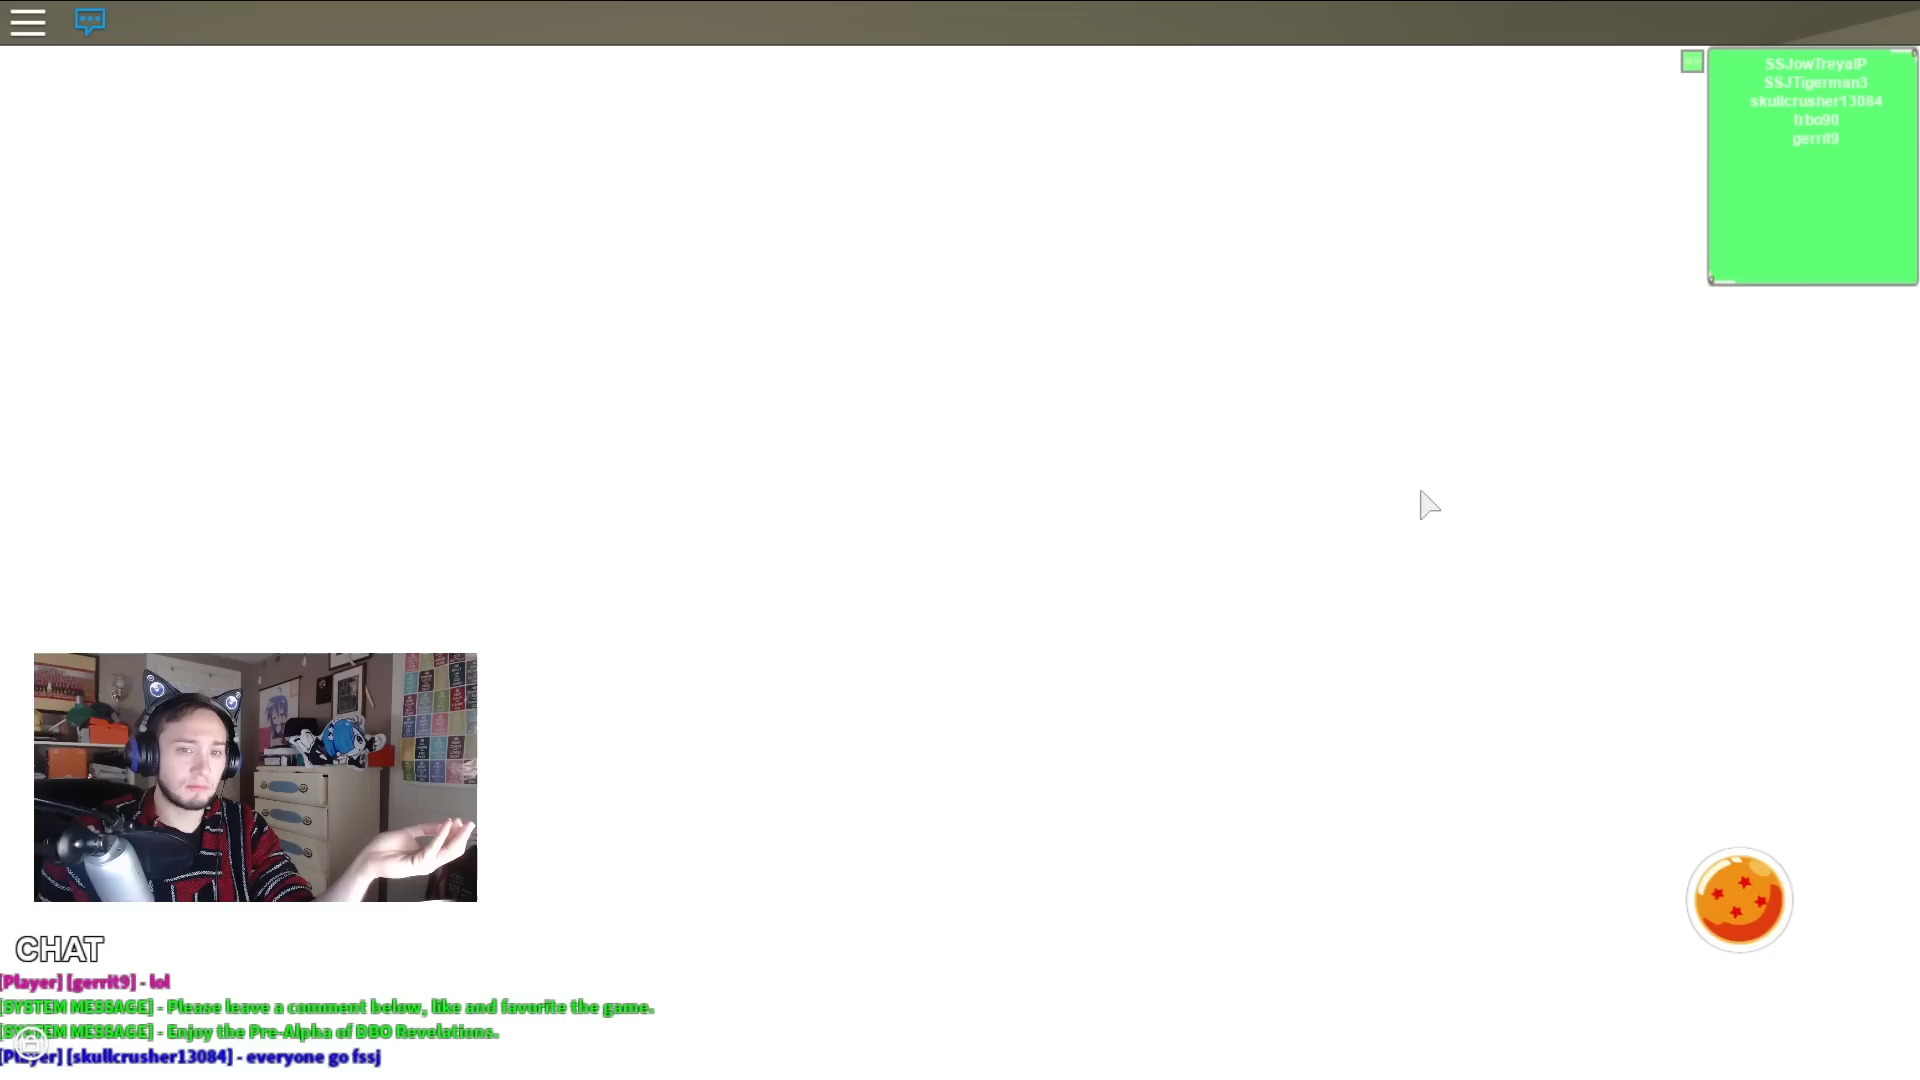 SSJowTreyalP
SSJTigerman3
skullcrusher13084
trbo90
gerrit9
CHAT
[Player] [gerrit9] - lol
[SYSTEM MESSAGE] - Please leave a comment below, like and favorite the game.
[SYSTEM MESSAGE] - Enjoy the Pre-Alpha of DBO Revelations.
[Player] [skullcrusher13084] - everyone go fssj